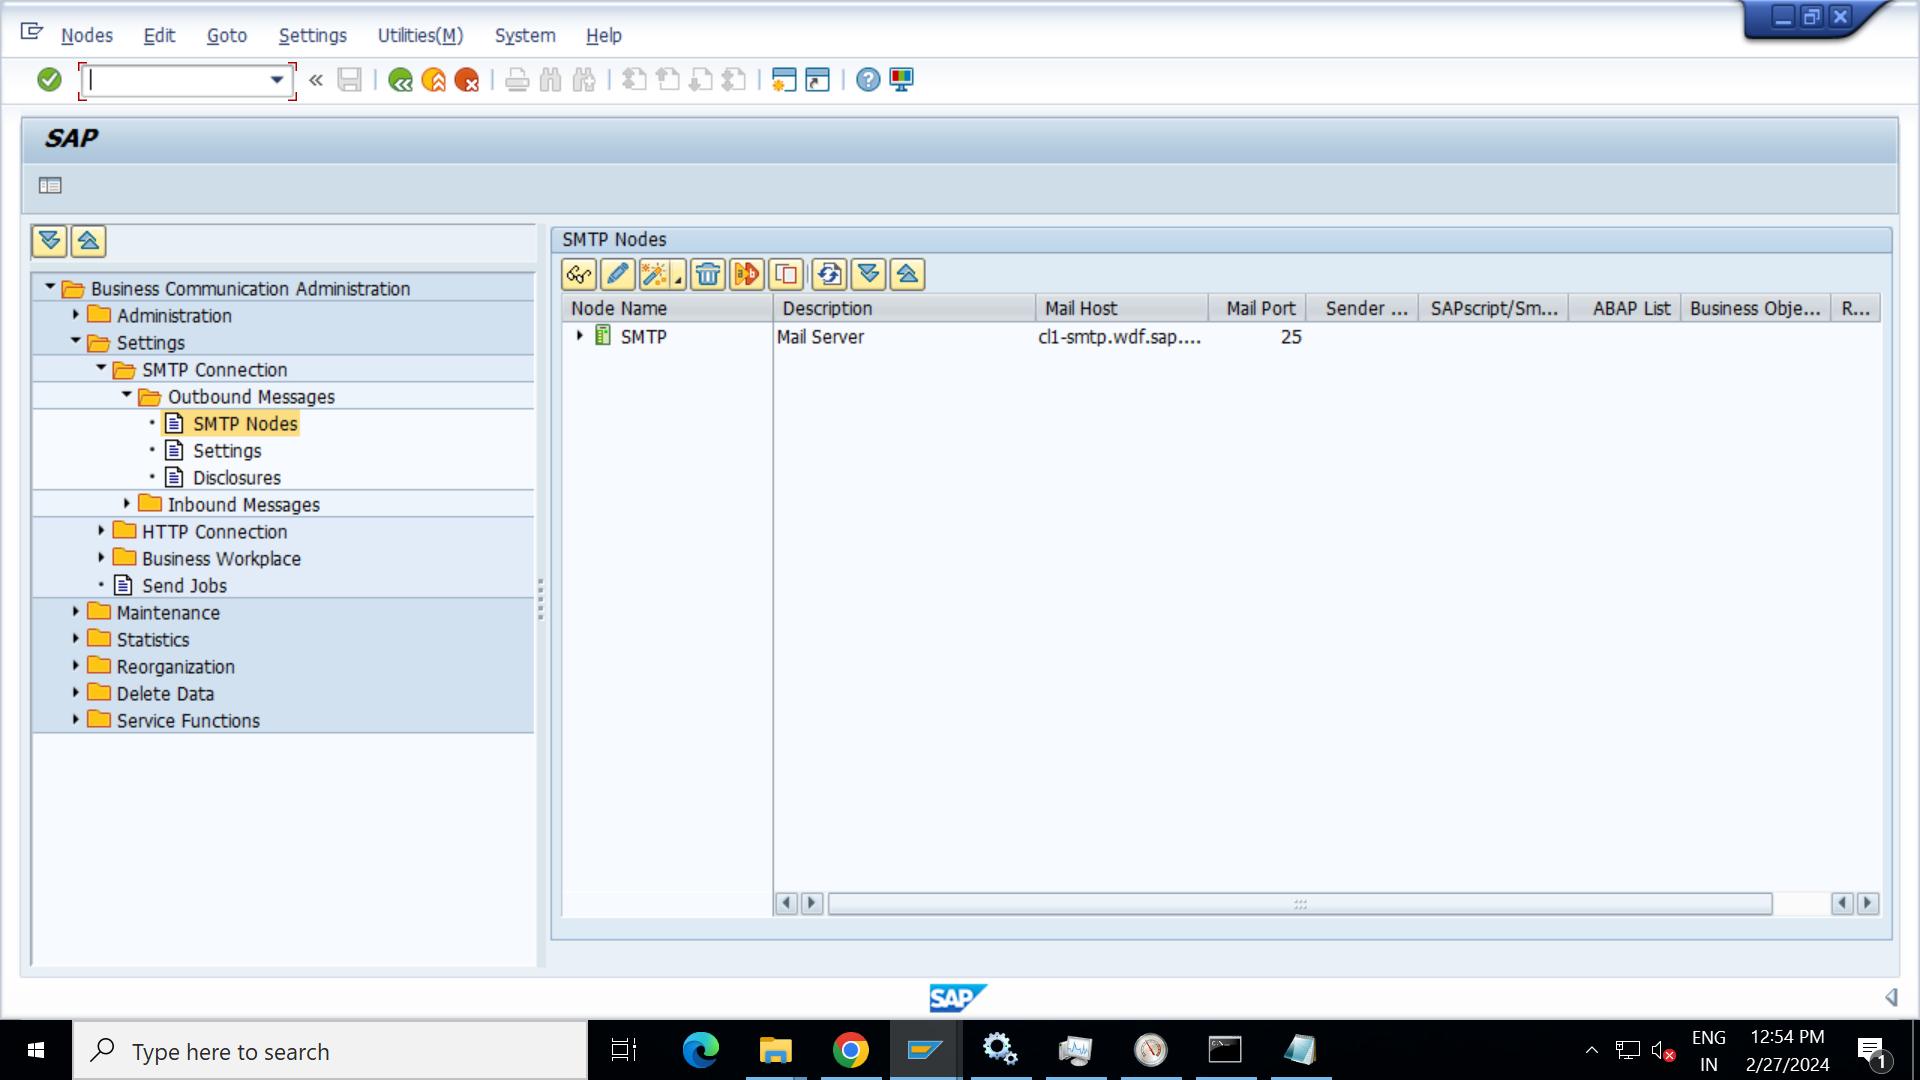 Nodes Edit Goto Settings Utilities(M) System Help
SAP
SMTP Nodes
Business Communication Administration
Administration
Settings
SMTP Connection
Outbound Messages
SMTP Nodes
Settings
Disclosures
Inbound Messages
HTTP Connection
Business Workplace
Send Jobs
Maintenance
Statistics
Reorganization
Delete Data
Service Functions
Node Name Description Mail Host Mail Port Sender ... SAPscript/Sm... ABAP List Business Obje... R...
SMTP Mail Server cl1-smtp.wdf.sap.... 25
SAP
Type here to search
ENG
IN
12:54 PM
2/27/2024
1